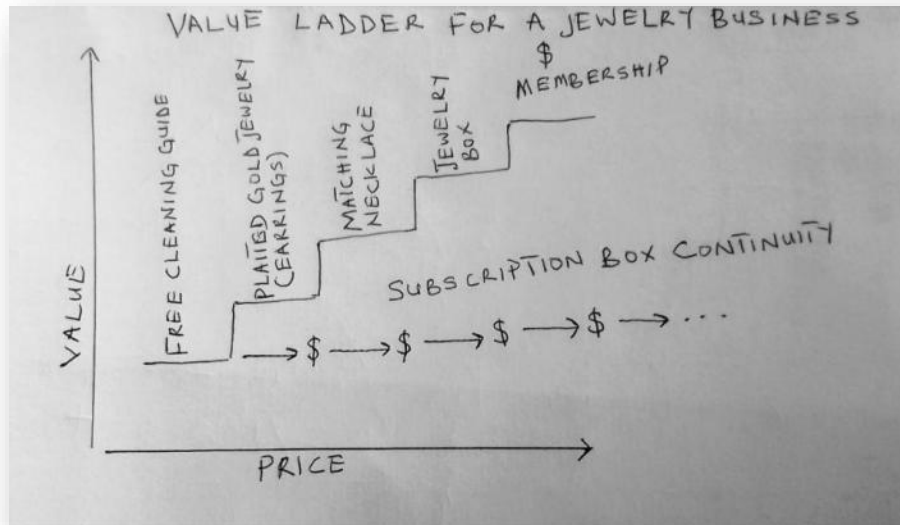 VALUE LADDER FOR A JEWELRY BUSINESS
$
MEMBERSHIP
JEWELRY
BOX
MATCHING
NECKLACE
PLATTED GOLD JEWELRY
(EARRINGS)
FREE CLEANING GUIDE
VALUE
SUBSCRIPTION BOX CONTINUITY
→ $ → $ → $ → $ → ...
PRICE